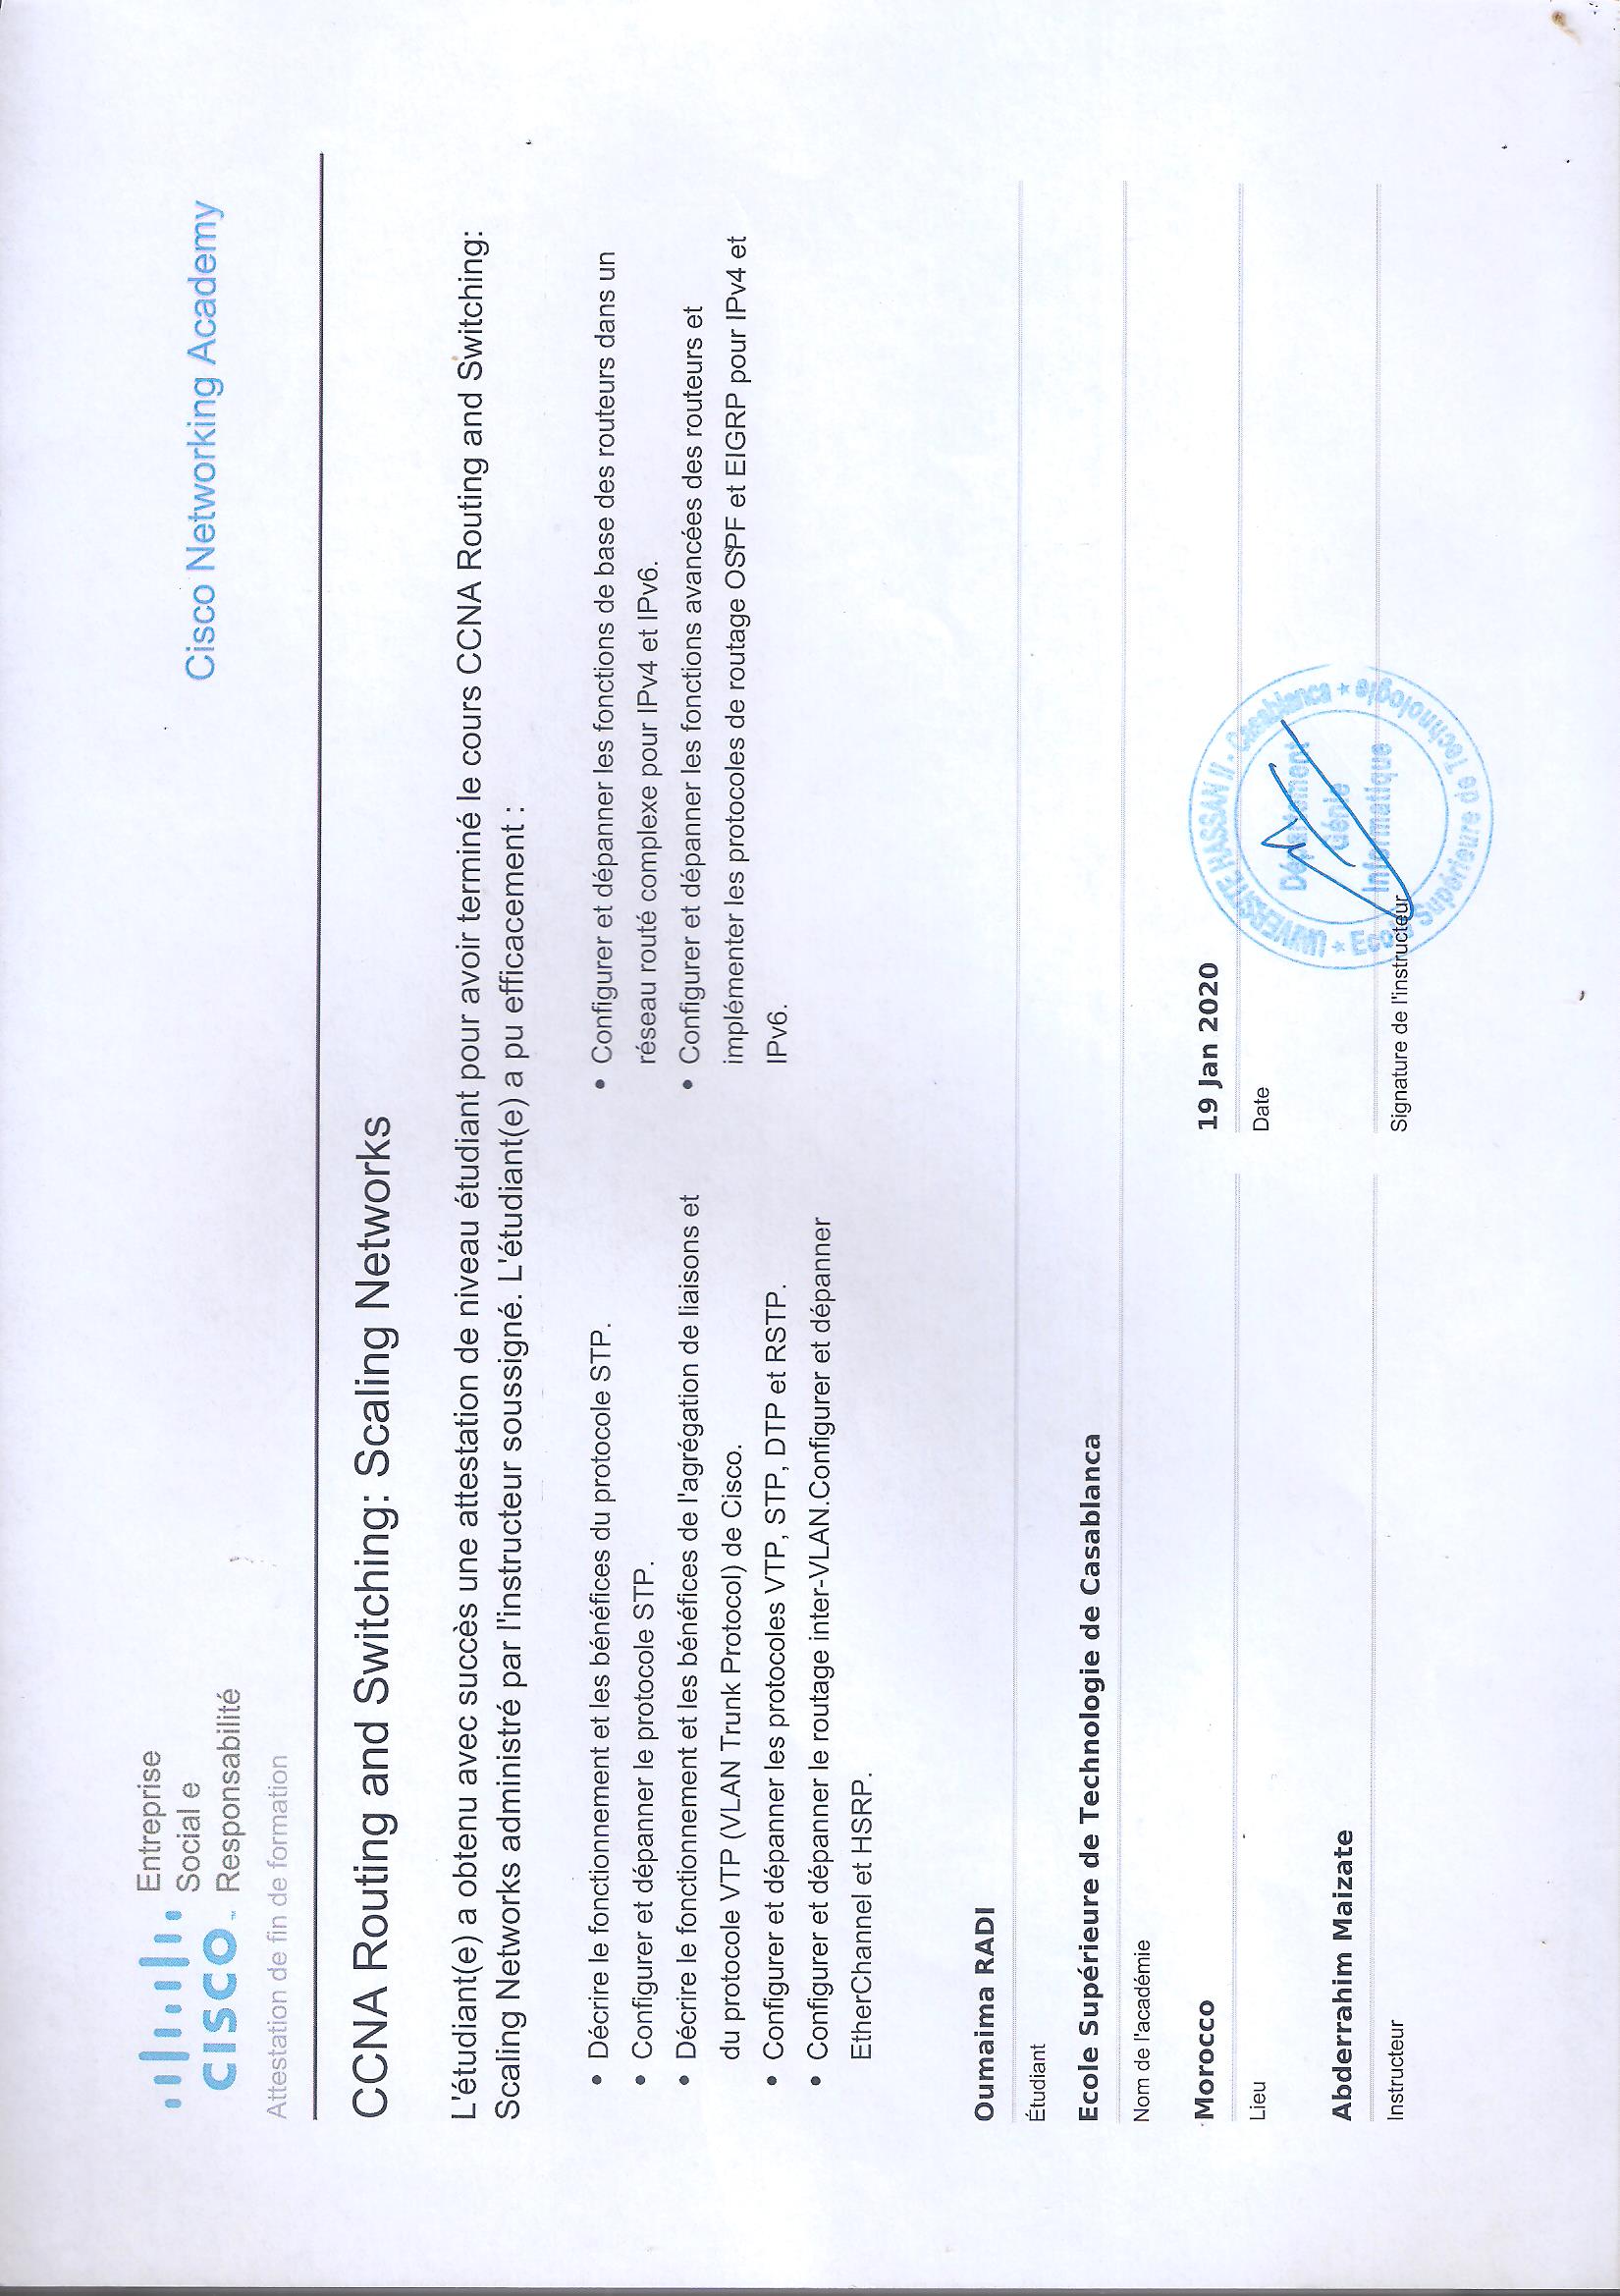 CISCO
Entreprise
Social e
Responsabilité
Attestation de fin de formation
Cisco Networking Academy
CCNA Routing and Switching: Scaling Networks
L'étudiant(e) a obtenu avec succès une attestation de niveau étudiant pour avoir terminé le cours CCNA Routing and Switching:
Scaling Networks administré par l'instructeur soussigné. L'étudiant(e) a pu efficacement :
• Décrire le fonctionnement et les bénéfices du protocole STP.
• Configurer et dépanner le protocole STP.
• Décrire le fonctionnement et les bénéfices de l'agrégation de liaisons et
du protocole VTP (VLAN Trunk Protocol) de Cisco.
• Configurer et dépanner les protocoles VTP, STP, DTP et RSTP.
• Configurer et dépanner le routage inter-VLAN.Configurer et dépanner
EtherChannel et HSRP.
• Configurer et dépanner les fonctions de base des routeurs dans un
réseau routé complexe pour IPv4 et IPv6.
• Configurer et dépanner les fonctions avancées des routeurs et
implémenter les protocoles de routage OSPF et EIGRP pour IPv4 et
IPv6.
Oumaima RADI
Étudiant
Ecole Supérieure de Technologie de Casablanca
Nom de l'académie
Morocco
Lieu
19 Jan 2020
Date
Abderrahim Maizate
Instructeur
Signature de l'instructeur
UNIVERSITE HASSAN II - Casablanca
★ Ecole Supérieure de Technologie ★
Département
Génie
Informatique